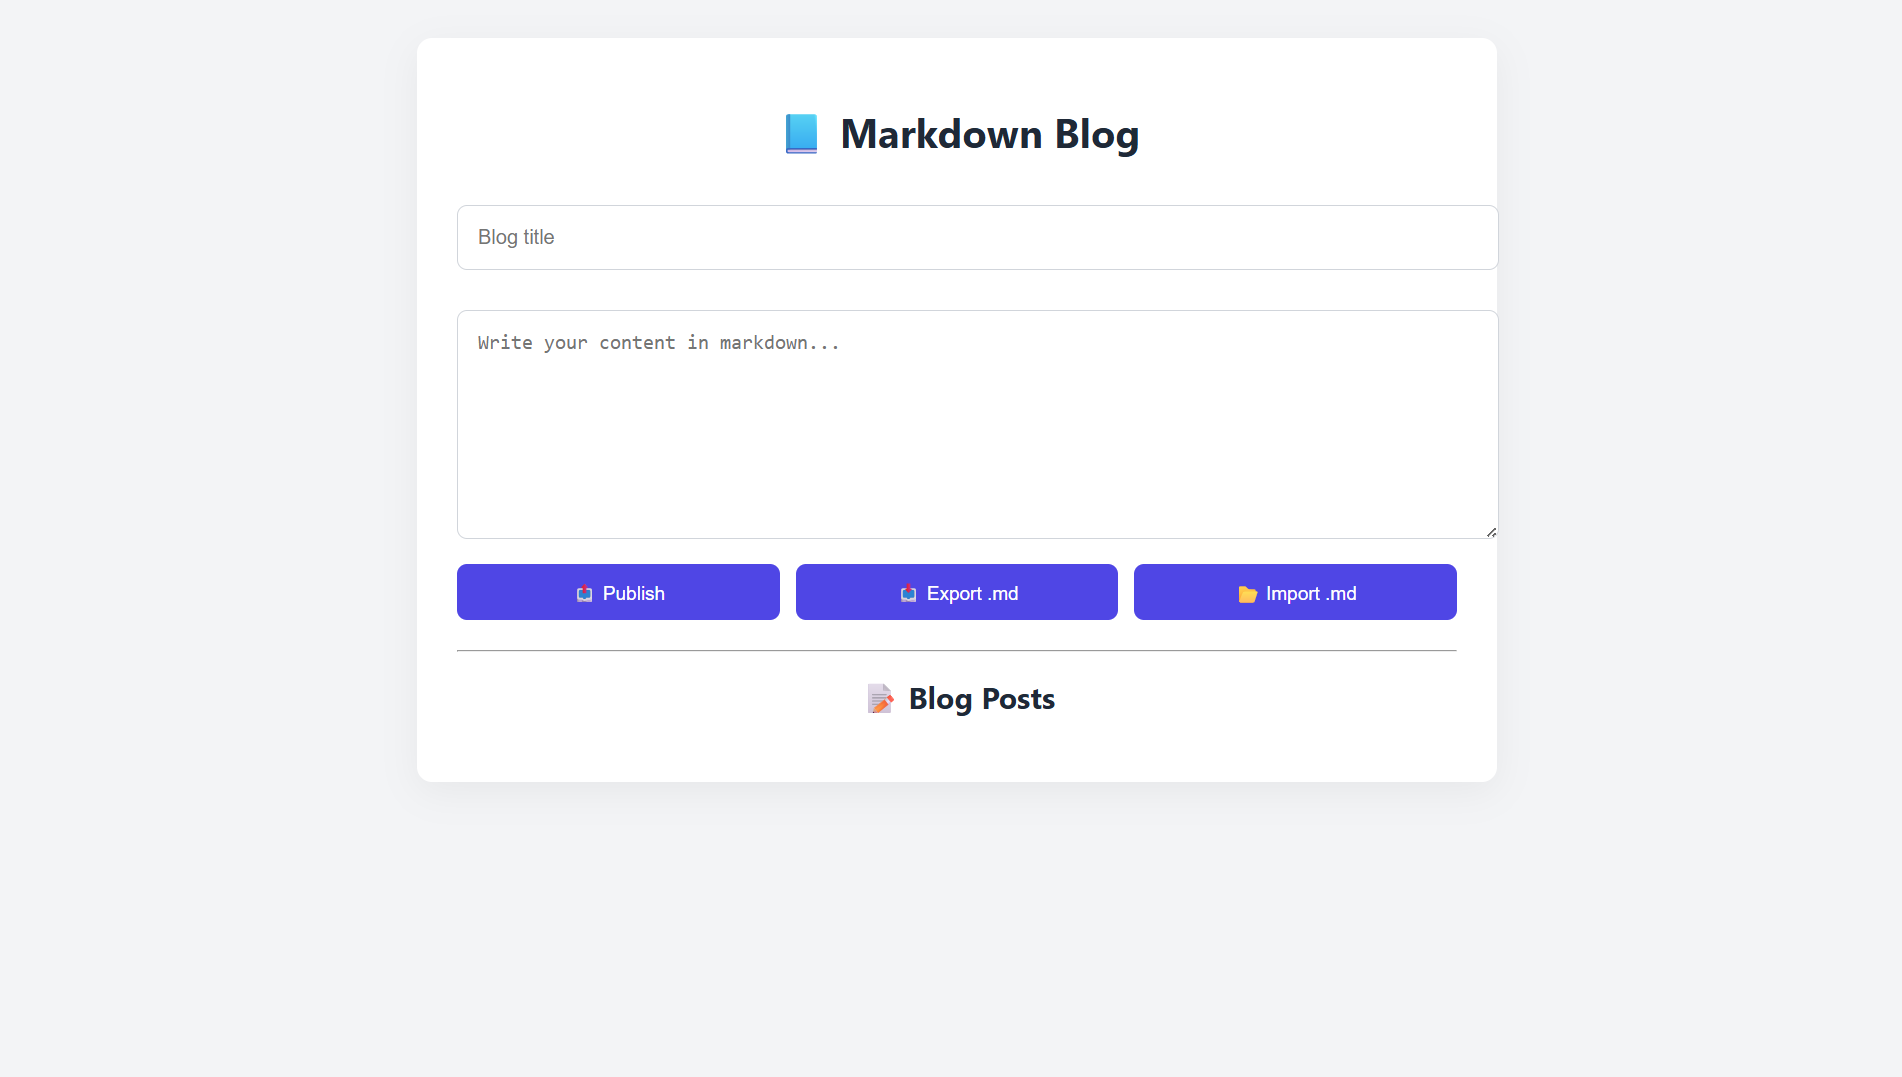 📘 Markdown Blog
Blog title
Write your content in markdown...
📤 Publish
📤 Export .md
📂 Import .md
📝 Blog Posts